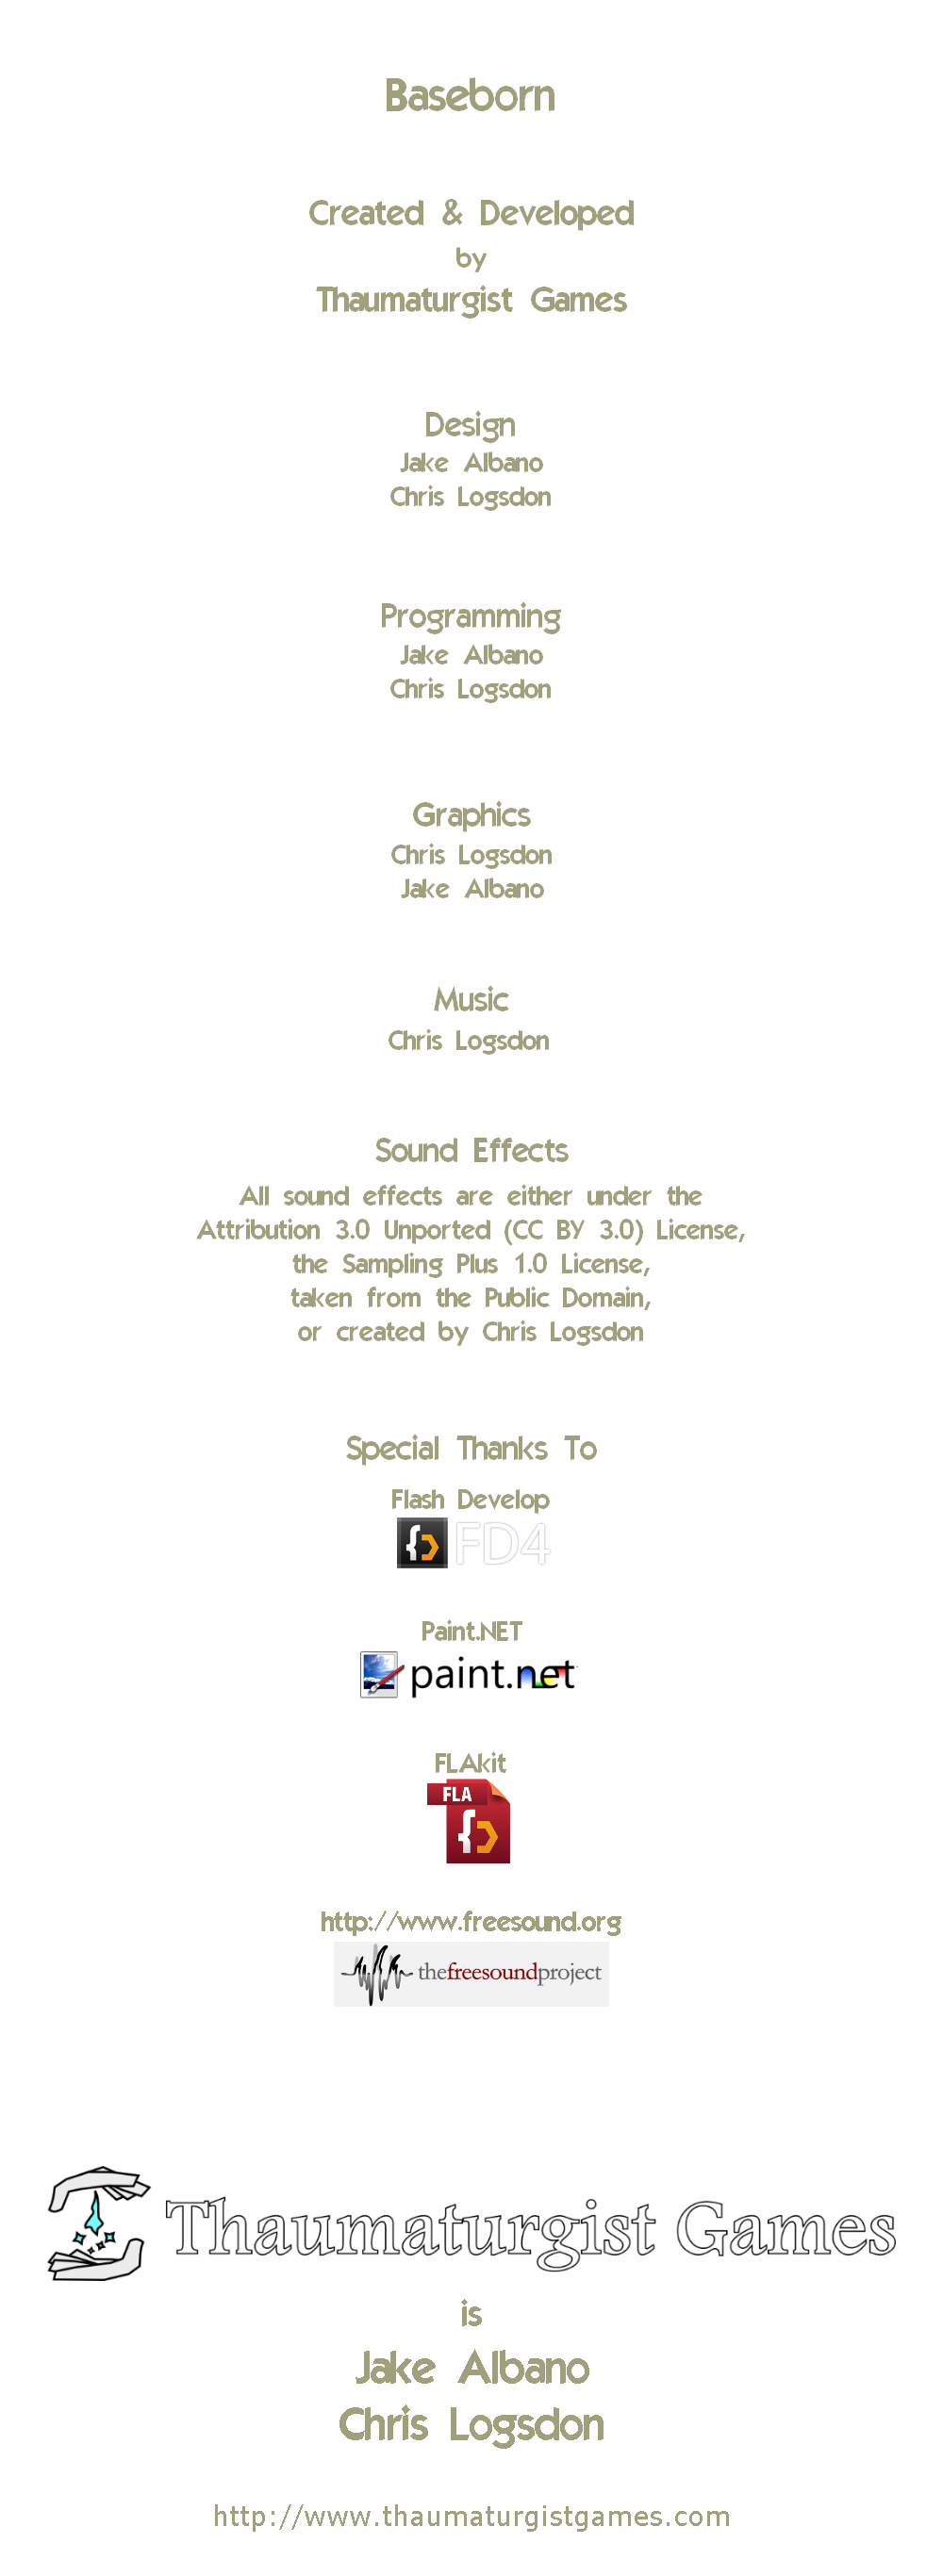 Baseborn
Created & Developed
by
Thaumaturgist Games
Design
Jake Albano
Chris Logsdon
Programming
Jake Albano
Chris Logsdon
Graphics
Chris Logsdon
Jake Albano
Music
Chris Logsdon
Sound Effects
All sound effects are either under the
Attribution 3.0 Unported (CC BY 3.0) License,
the Sampling Plus 1.0 License,
taken from the Public Domain,
or created by Chris Logsdon
Special Thanks To
Flash Develop
FD4
Paint.NET
paint.net
FLAkit
FLA
http://www.freesound.org
thefreesoundproject
Thaumaturgist Games
is
Jake Albano
Chris Logsdon
http://www.thaumaturgistgames.com